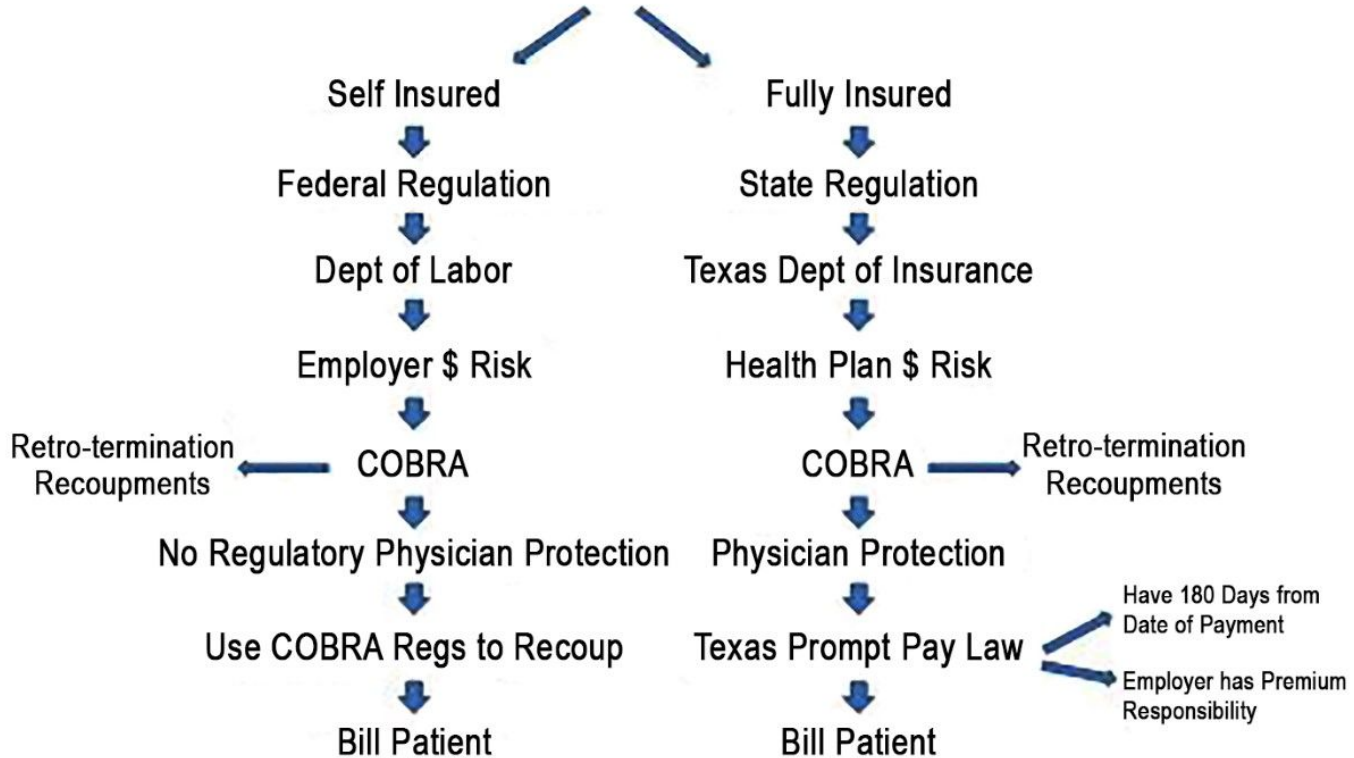 Self Insured
Fully Insured
Federal Regulation
State Regulation
Dept of Labor
Texas Dept of Insurance
Employer $ Risk
Health Plan $ Risk
Retro-termination
Recoupments
COBRA
COBRA
Retro-termination
Recoupments
No Regulatory Physician Protection
Physician Protection
Use COBRA Regs to Recoup
Texas Prompt Pay Law
Have 180 Days from
Date of Payment
Employer has Premium
Responsibility
Bill Patient
Bill Patient